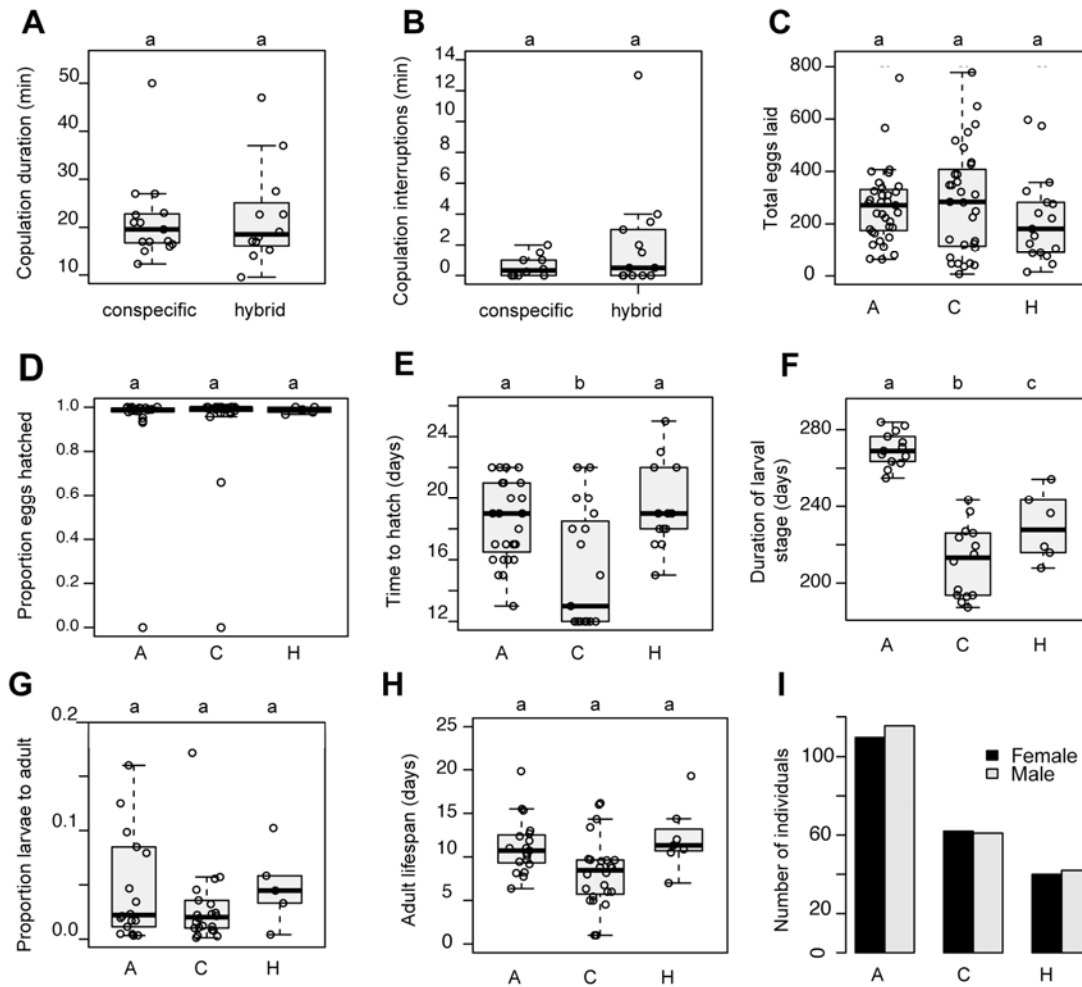 A
a a
Copulation duration (min)
50
40
30
20
10
conspecific hybrid
B
a a
Copulation interruptions (min)
14
12
10
8
6
4
2
0
conspecific hybrid
C
a a a
Total eggs laid
800
600
400
200
0
A C H
D
a a a
Proportion eggs hatched
1.0
0.8
0.6
0.4
0.2
0.0
A C H
E
a b a
Time to hatch (days)
24
20
16
12
A C H
F
a b c
Duration of larval
stage (days)
280
240
200
A C H
G
a a a
Proportion larvae to adult
0.2
0.1
0.0
A C H
H
a a a
Adult lifespan (days)
25
20
15
10
5
0
A C H
I
Number of individuals
100
60
20
0
Female
Male
A C H